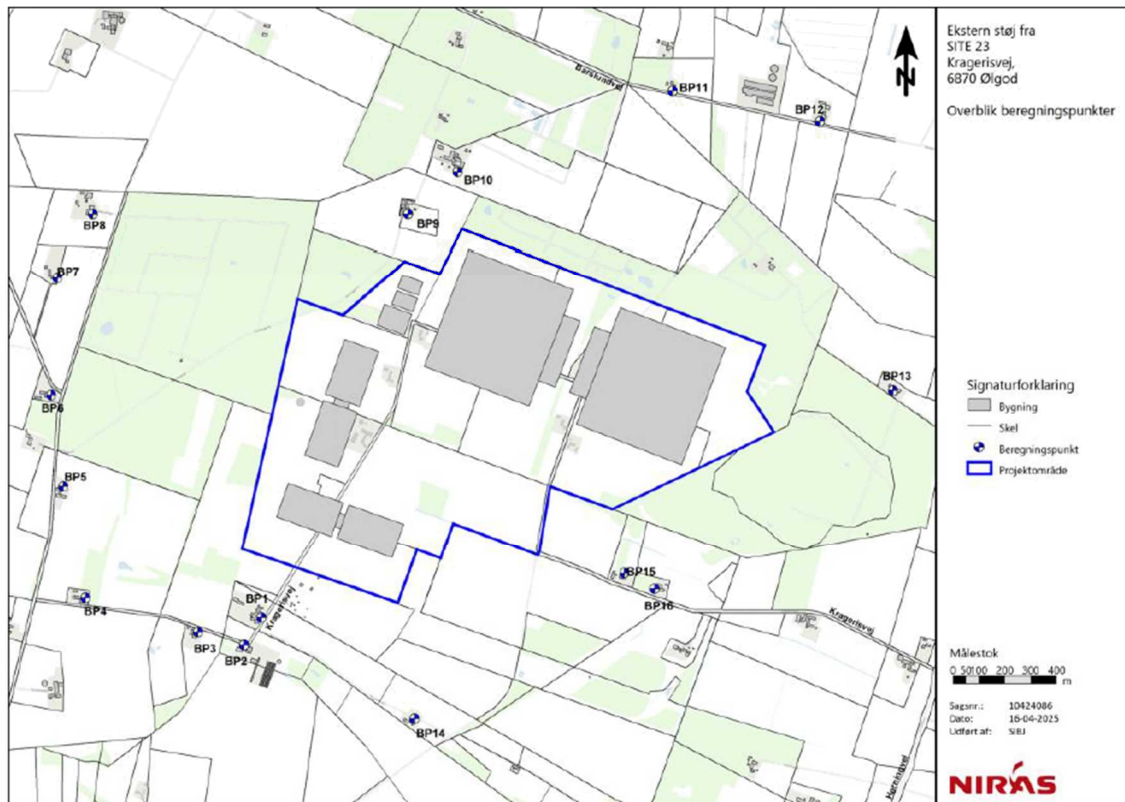 Ekstern støj fra
SITE 23
Kragerisvej,
6870 Ølgod
Overblik beregningspunkter
BP11
BP12
BP10
BP9
BP8
BP7
BP13
BP6
BP5
BP15
BP16
BP4
BP1
Kragerisvej
Kragerisvej
BP3
BP2
BP14
Signaturforklaring
Bygning
Skel
Beregningspunkt
Projektområde
Målestok
0 50100 200 300 400
m
Sagsnr.: 10424086
Dato: 16-04-2025
Udført af: SIBJ
NIRAS